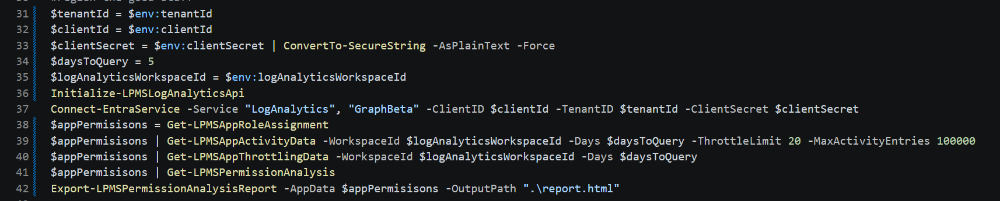 31 $tenantId = $env:tenantId
32 $clientId = $env:clientId
33 $clientSecret = $env:clientSecret | ConvertTo-SecureString -AsPlainText -Force
34 $daysToQuery = 5
35 $logAnalyticsWorkspaceId = $env:logAnalyticsWorkspaceId
36 Initialize-LPMSLogAnalyticsApi
37 Connect-EntraService -Service "LogAnalytics", "GraphBeta" -ClientID $clientId -TenantID $tenantId -ClientSecret $clientSecret
38 $appPermisisons = Get-LPMSAppRoleAssignment
39 $appPermisisons | Get-LPMSAppActivityData -WorkspaceId $logAnalyticsWorkspaceId -Days $daysToQuery -ThrottleLimit 20 -MaxActivityEntries 100000
40 $appPermisisons | Get-LPMSAppThrottlingData -WorkspaceId $logAnalyticsWorkspaceId -Days $daysToQuery
41 $appPermisisons | Get-LPMSPermissionAnalysis
42 Export-LPMSPermissionAnalysisReport -AppData $appPermisisons -OutputPath ".\report.html"